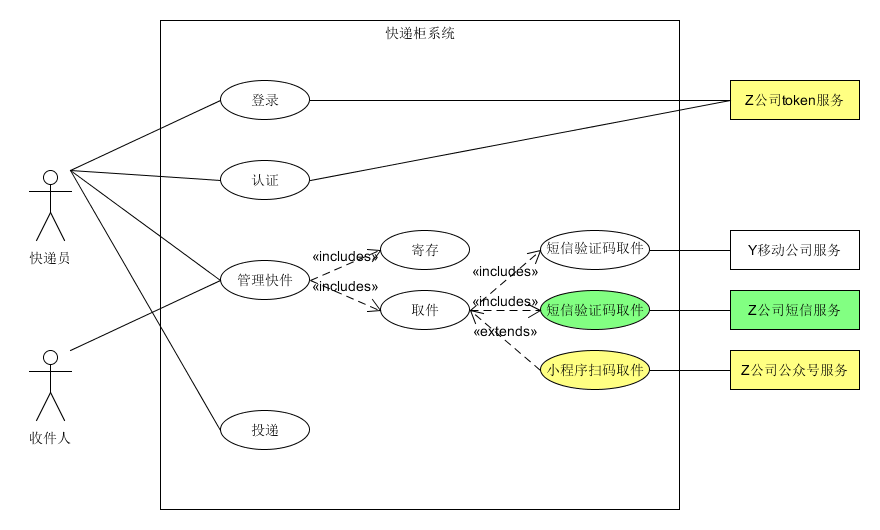 快递柜系统
登录
Z公司token服务
认证
快递员
«includes»
寄存
短信验证码取件
Y移动公司服务
管理快件
«includes»
«includes»
取件
«includes»
短信验证码取件
Z公司短信服务
«extends»
小程序扫码取件
Z公司公众号服务
收件人
投递